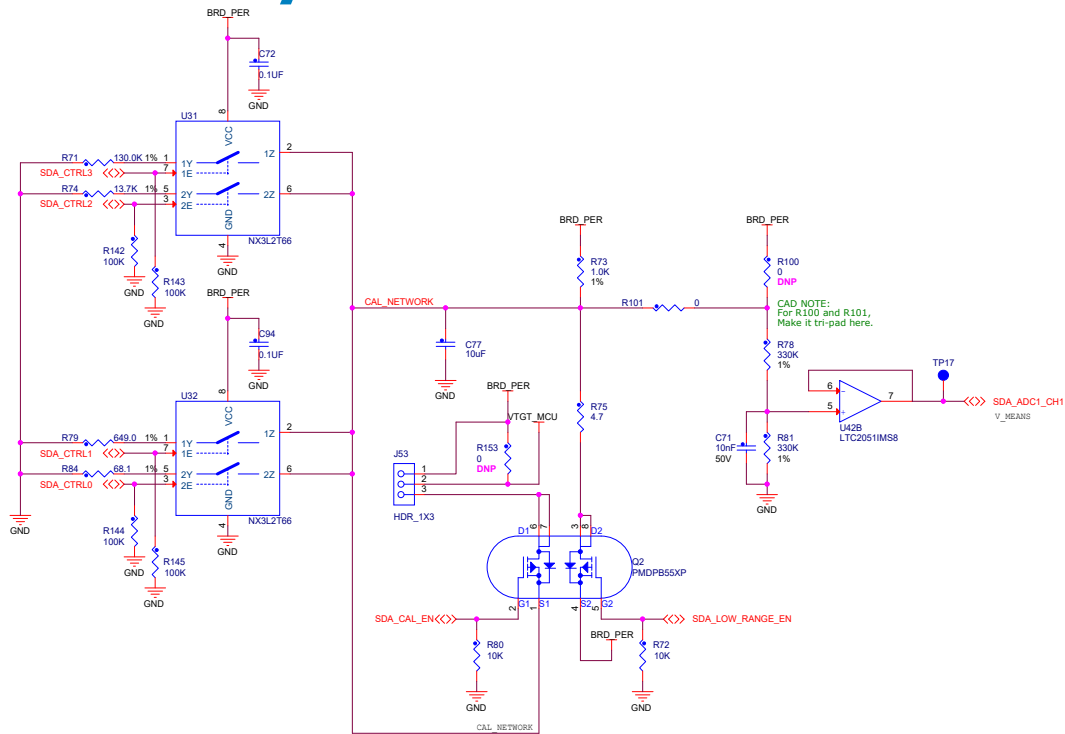 BRD_PER
C72
0.1UF
GND
U31
8
VCC
R71 130.0K 1% 1
1Y
1Z
2
SDA_CTRL3
7
1E
R74 13.7K 1% 5
2Y
2Z
6
SDA_CTRL2
3
2E
GND
NX3L2T66
4
GND
R142
100K
GND
R143
100K
GND
BRD_PER
C94
0.1UF
GND
U32
8
VCC
R79 649.0 1% 1
1Y
1Z
2
SDA_CTRL1
7
1E
R84 68.1 1% 5
2Y
2Z
6
SDA_CTRL0
3
2E
GND
NX3L2T66
4
GND
GND
R144
100K
GND
R145
100K
GND
CAL_NETWORK
C77
10uF
GND
BRD_PER
R73
1.0K
1%
R101 0
BRD_PER
R100
0
DNP
CAD NOTE:
For R100 and R101,
Make it tri-pad here.
R78
330K
1%
C71
10nF
50V
R81
330K
1%
GND
6
5
7
U42B
LTC2051IMS8
TP17
SDA_ADC1_CH1
V_MEANS
BRD_PER
VTGT_MCU
R153
0
DNP
R75
4.7
J53
1
2
3
HDR_1X3
D1
6
7
3
8
D2
Q2
PMDPB55XP
2
G1
1
S1
4
S2
5
G2
SDA_CAL_EN
SDA_LOW_RANGE_EN
R80
10K
GND
BRD_PER
R72
10K
GND
CAL_NETWORK